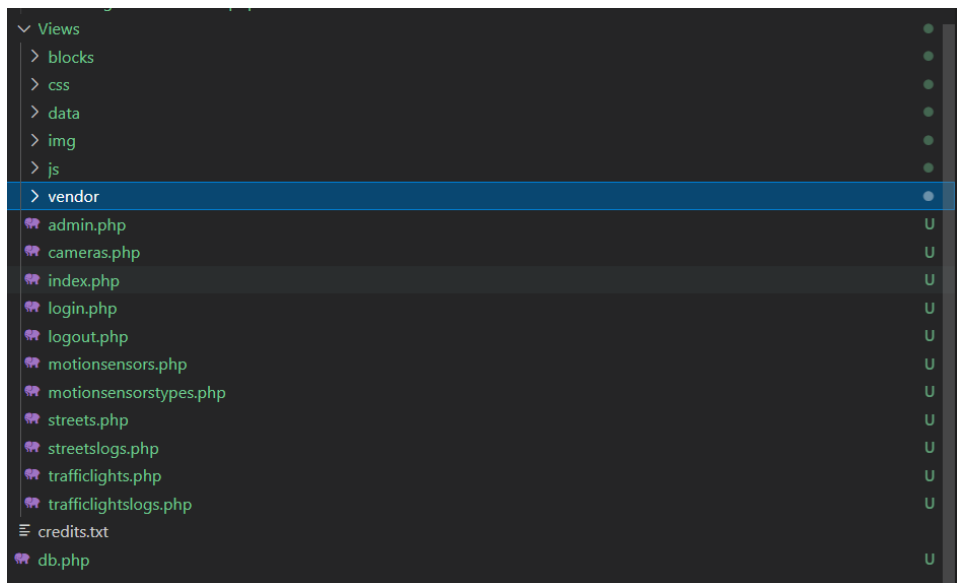 Views
blocks
css
data
img
js
vendor
admin.php U
cameras.php U
index.php U
login.php U
logout.php U
motionsensors.php U
motionsensorstypes.php U
streets.php U
streetslogs.php U
trafficlights.php U
trafficlightslogs.php U
credits.txt
db.php U